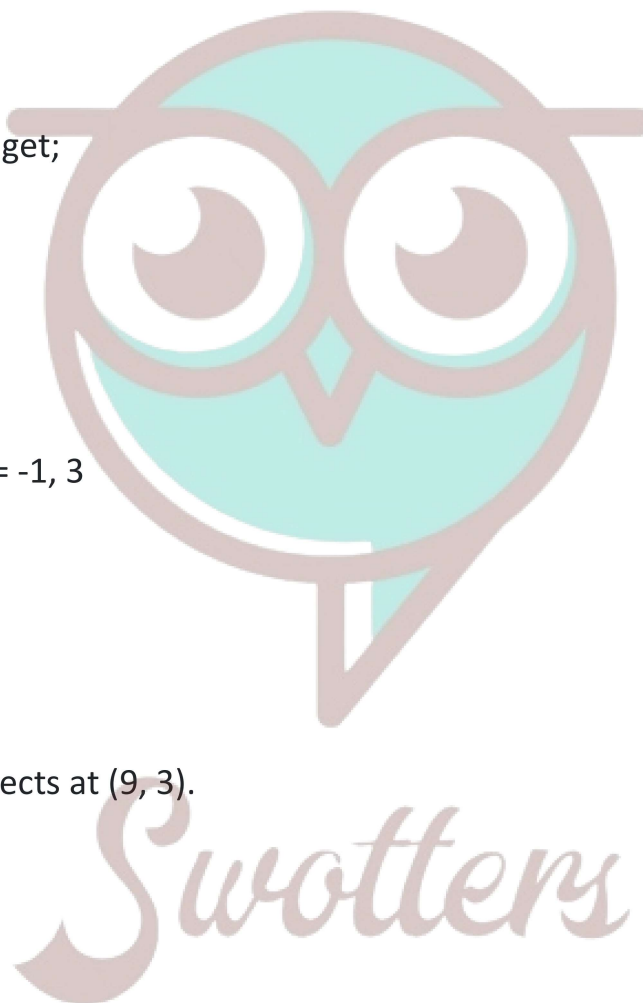 get;
= -1, 3
ects at (9, 3).
Swotters